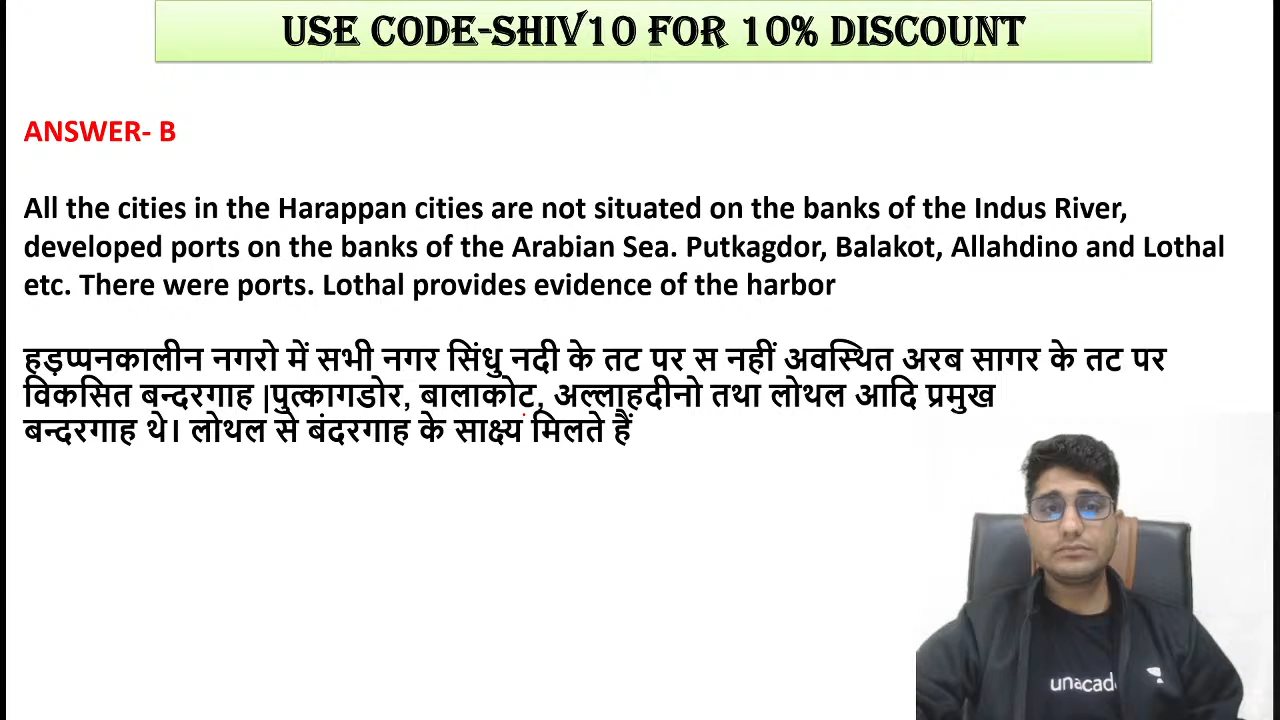 USE CODE-SHIV10 FOR 10% DISCOUNT
ANSWER- B
All the cities in the Harappan cities are not situated on the banks of the Indus River,
developed ports on the banks of the Arabian Sea. Putkagdor, Balakot, Allahdino and Lothal
etc. There were ports. Lothal provides evidence of the harbor
हड़प्पनकालीन नगरो में सभी नगर सिंधु नदी के तट पर स नहीं अवस्थित अरब सागर के तट पर
विकसित बन्दरगाह |पुत्कागडोर, बालाकोट, अल्लाहदीनो तथा लोथल आदि प्रमुख
बन्दरगाह थे। लोथल से बंदरगाह के साक्ष्य मिलते हैं
unacad